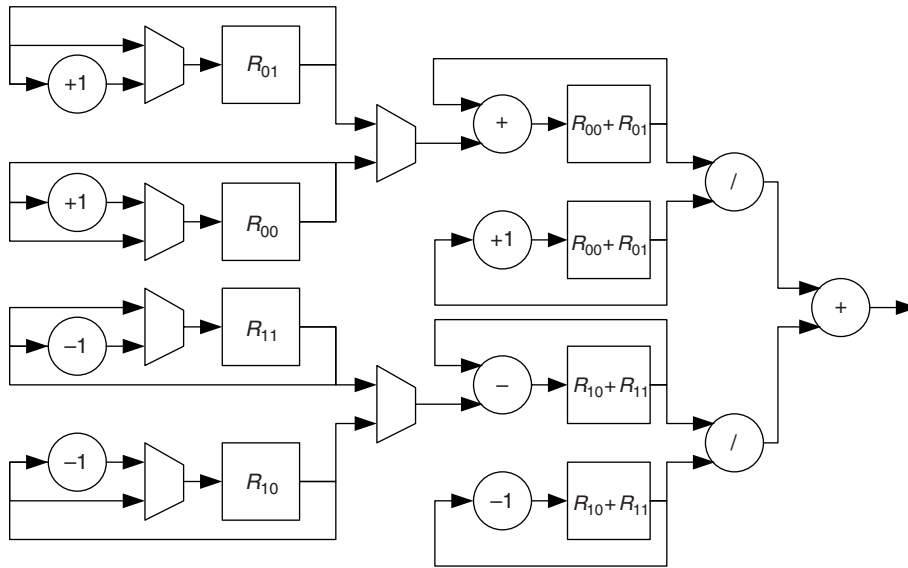 +1
R₀₁
+
R₀₀+R₀₁
/
+1
R₀₀
+1
R₀₀+R₀₁
+
−1
R₁₁
−
R₁₀+R₁₁
/
−1
R₁₀
−1
R₁₀+R₁₁